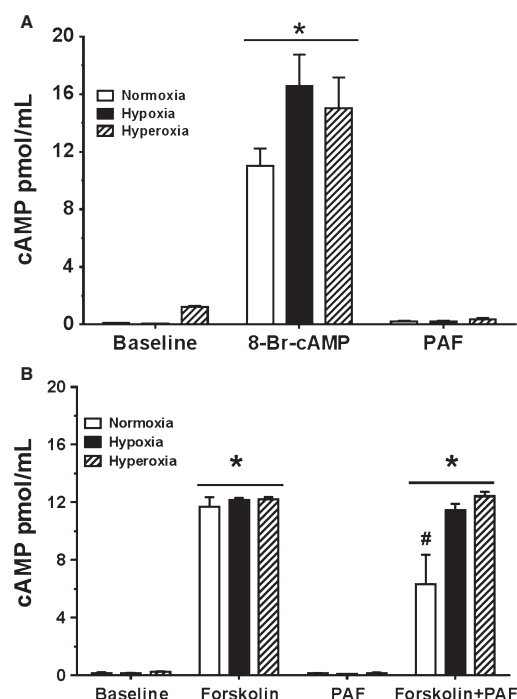 A
20
*
16
Normoxia
Hypoxia
Hyperoxia
12
cAMP pmol/mL
8
4
0
Baseline 8-Br-cAMP PAF
B
20
Normoxia
16
Hypoxia
Hyperoxia
* *
12
cAMP pmol/mL
#
8
4
0
Baseline Forskolin PAF Forskolin+PAF